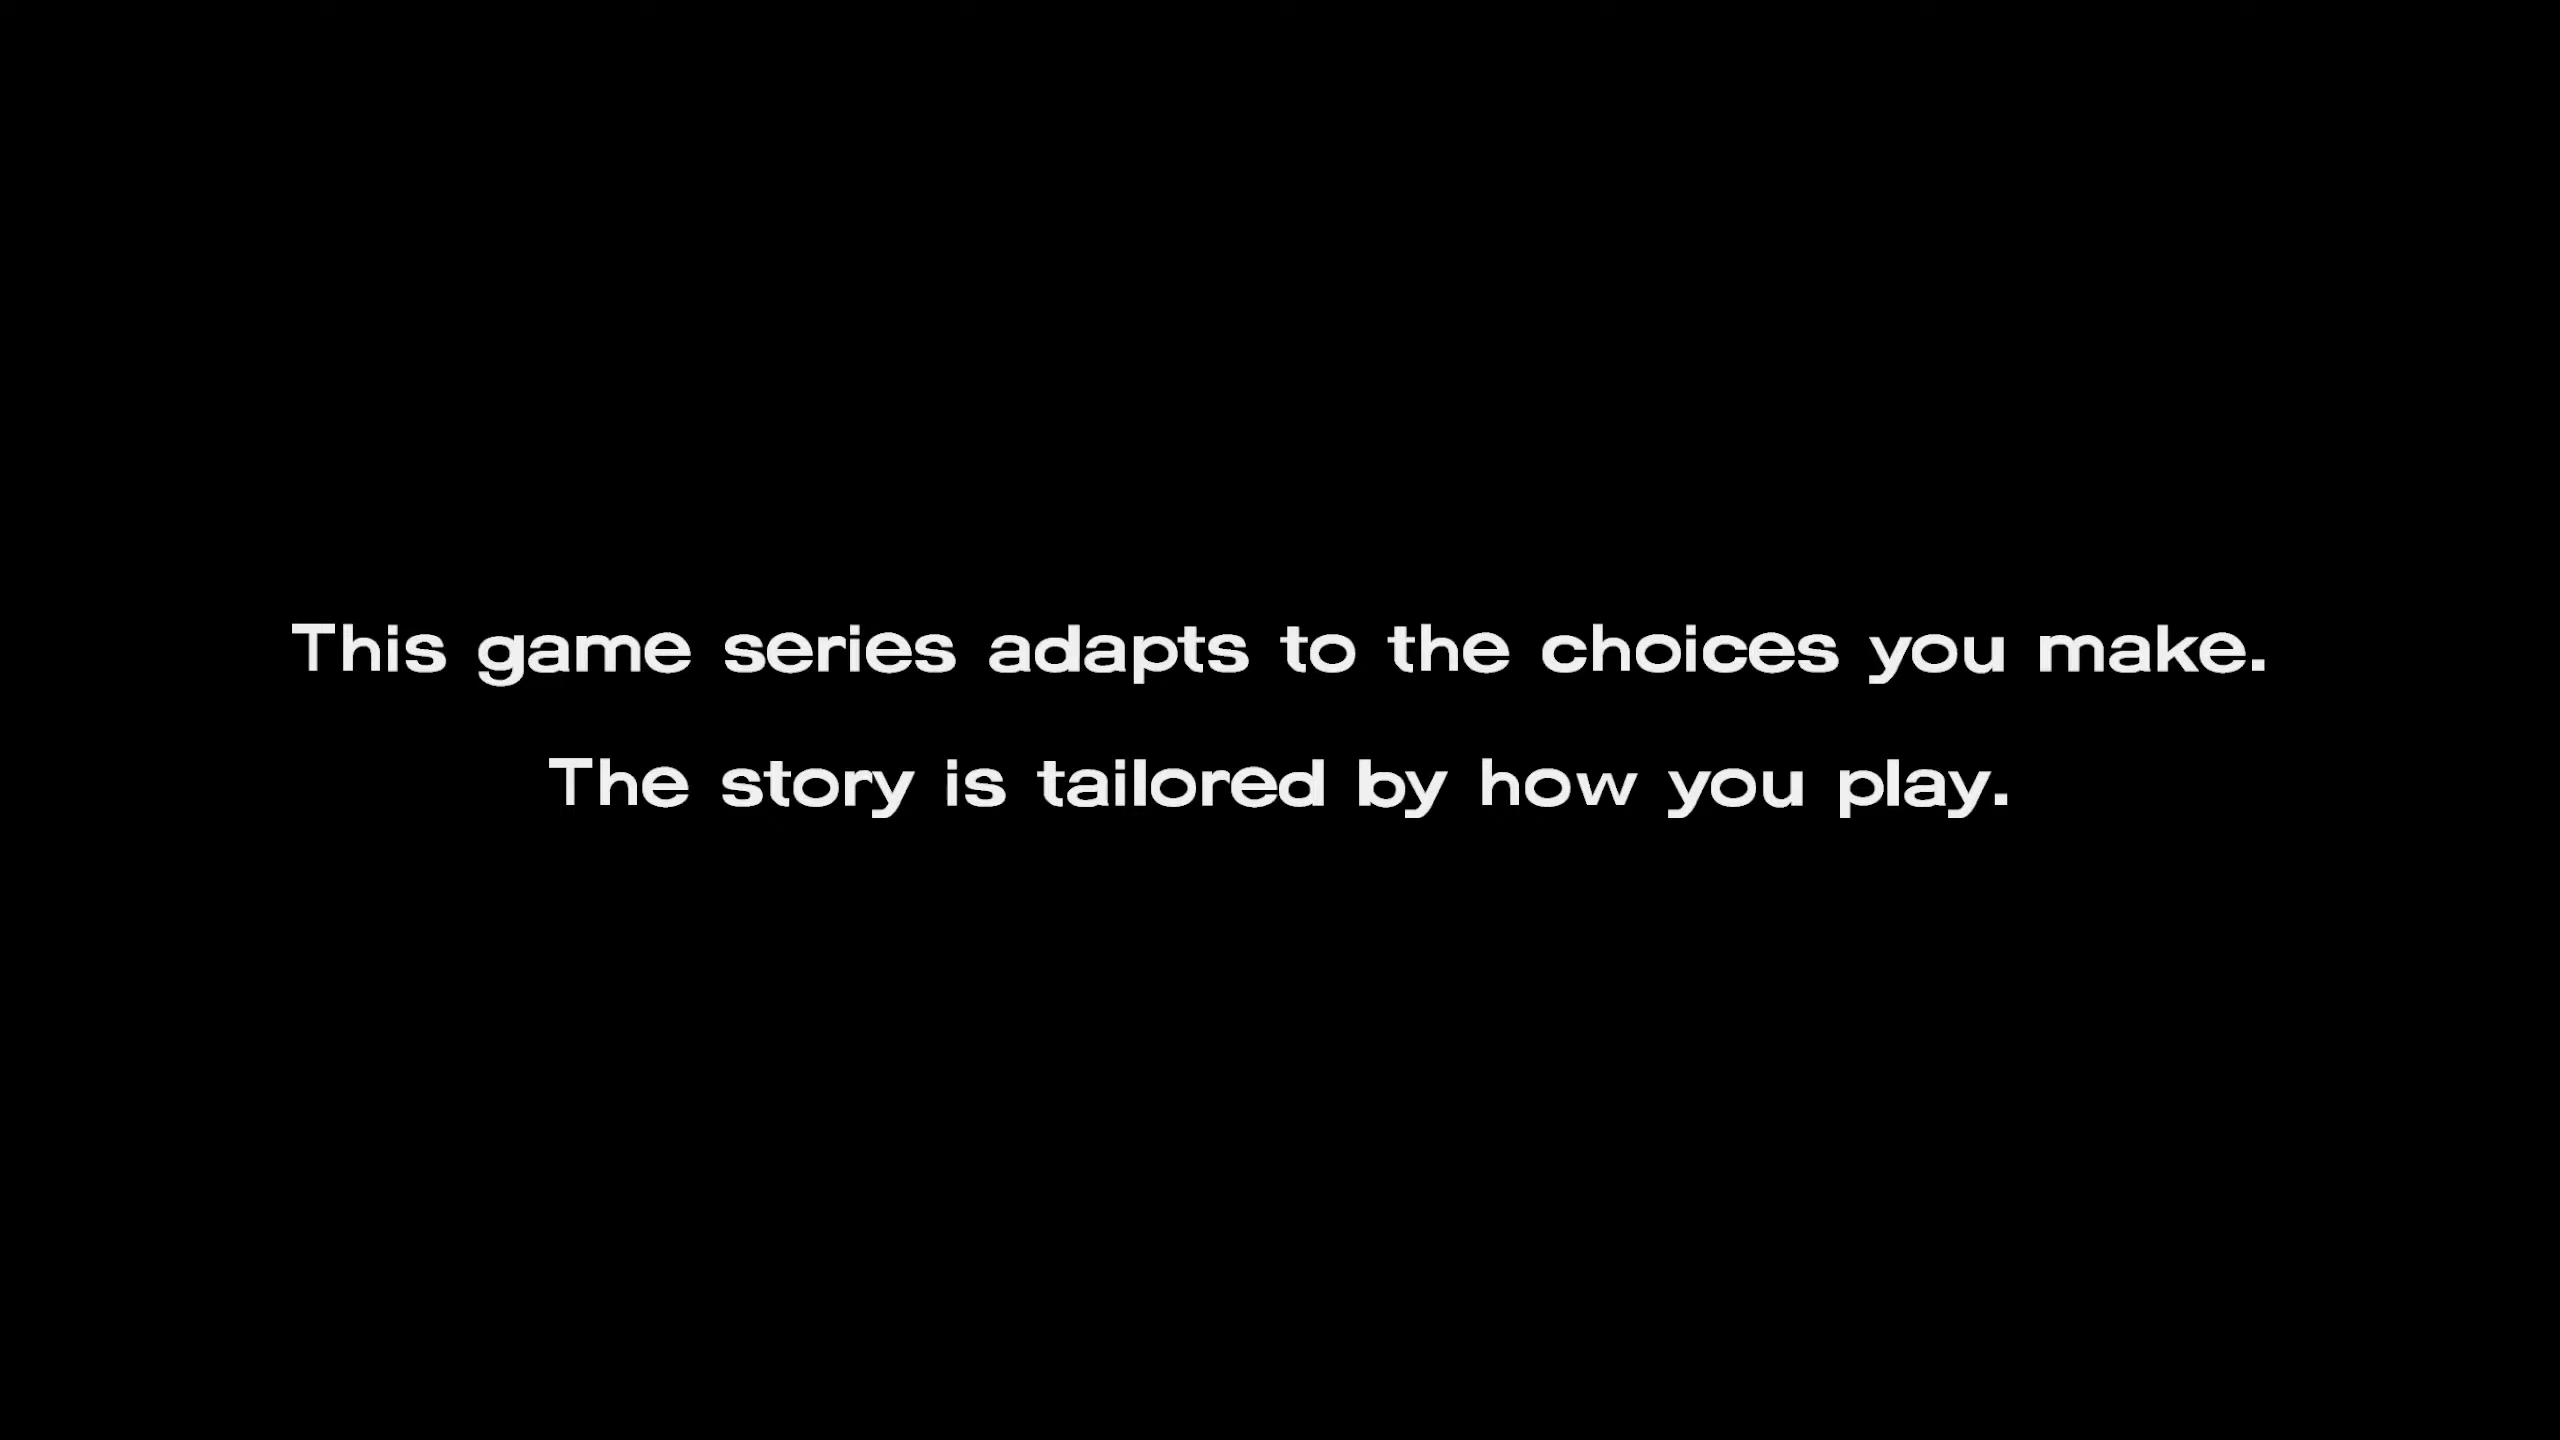 This game series adapts to the choices you make.
The story is tailored by how you play.